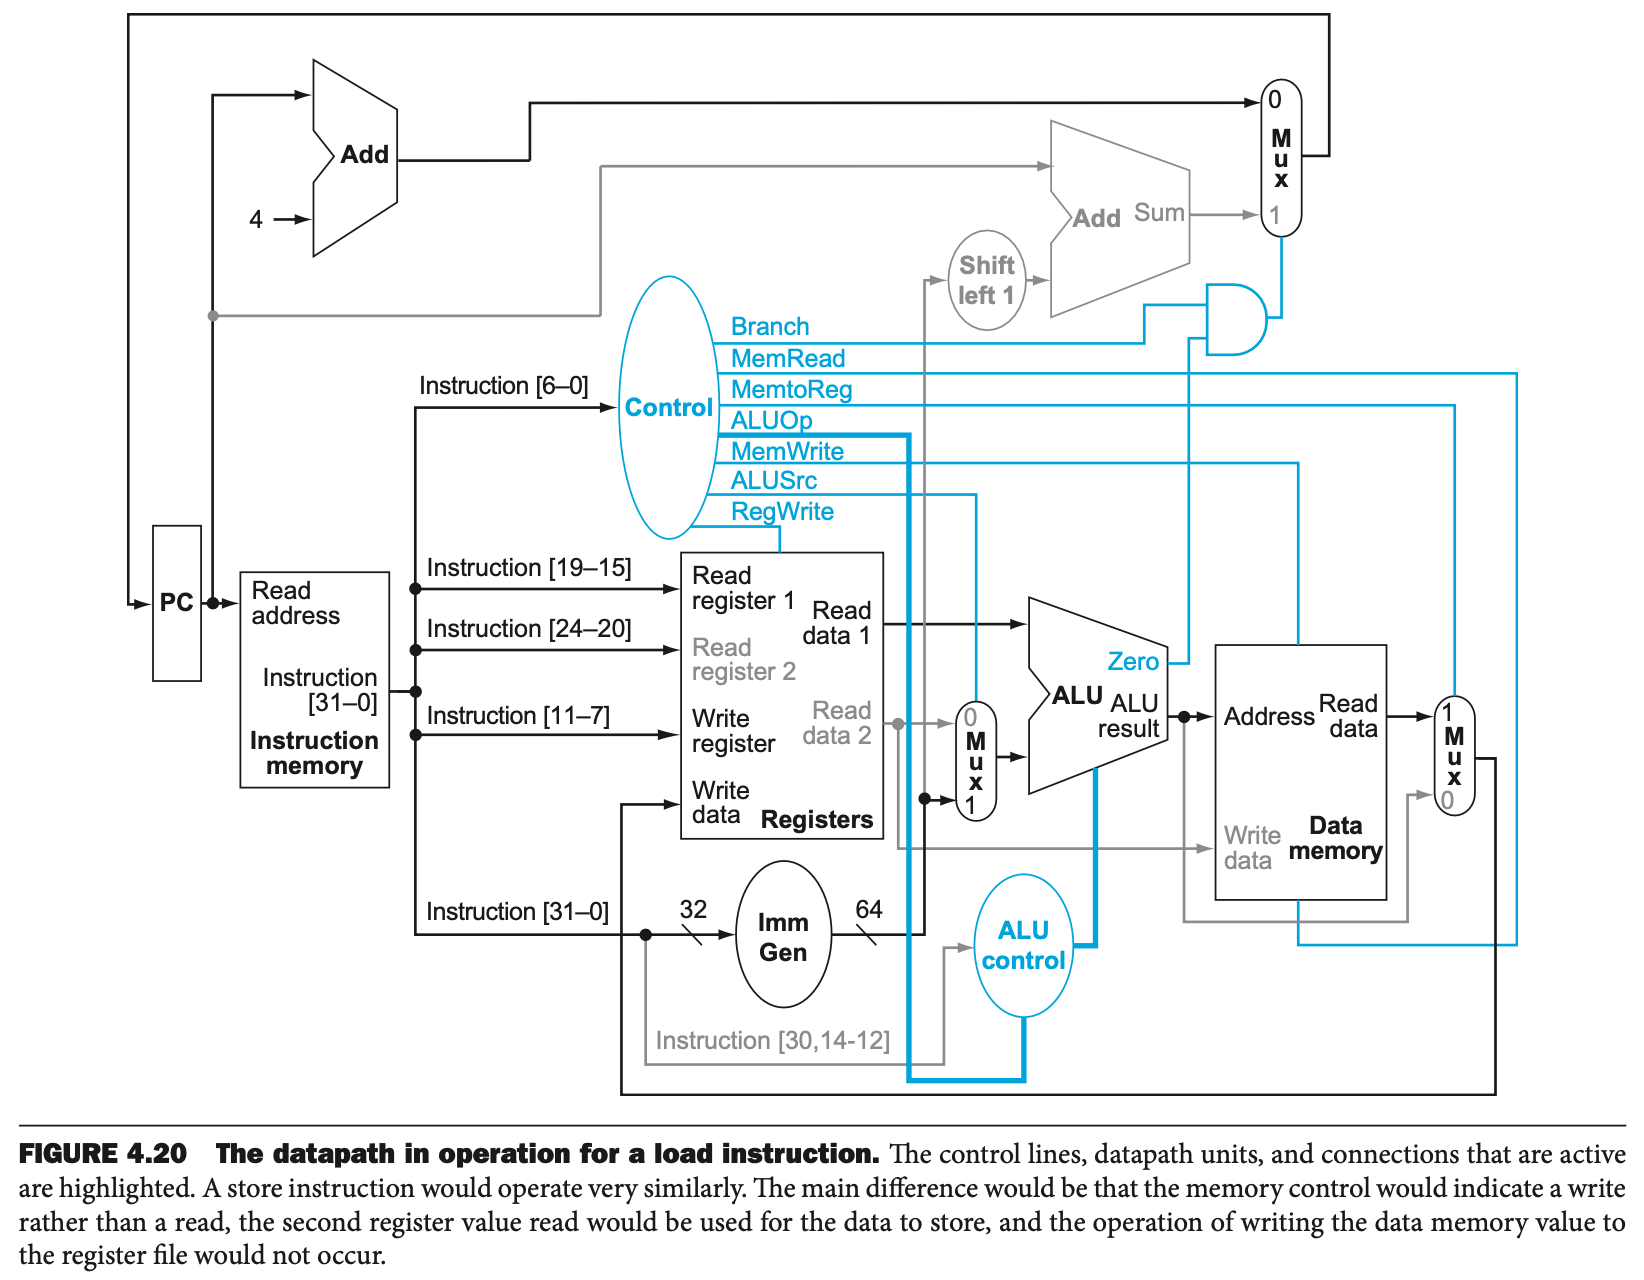 0
M
u
x
1
Add
4
Add Sum
Shift
left 1
Branch
MemRead
MemtoReg
ALUOp
MemWrite
ALUSrc
RegWrite
Control
Instruction [6–0]
Instruction [19–15]
Instruction [24–20]
Instruction [11–7]
Instruction [31–0]
PC
Read
address
Instruction
[31–0]
Instruction
memory
Read
register 1
Read
register 2
Write
register
Write
data
Read
data 1
Read
data 2
Registers
0
M
u
x
1
Zero
ALU
ALU
result
Address
Read
data
Write
data
Data
memory
1
M
u
x
0
32
Imm
Gen
64
ALU
control
Instruction [30,14-12]
FIGURE 4.20 The datapath in operation for a load instruction. The control lines, datapath units, and connections that are active
are highlighted. A store instruction would operate very similarly. The main difference would be that the memory control would indicate a write
rather than a read, the second register value read would be used for the data to store, and the operation of writing the data memory value to
the register file would not occur.